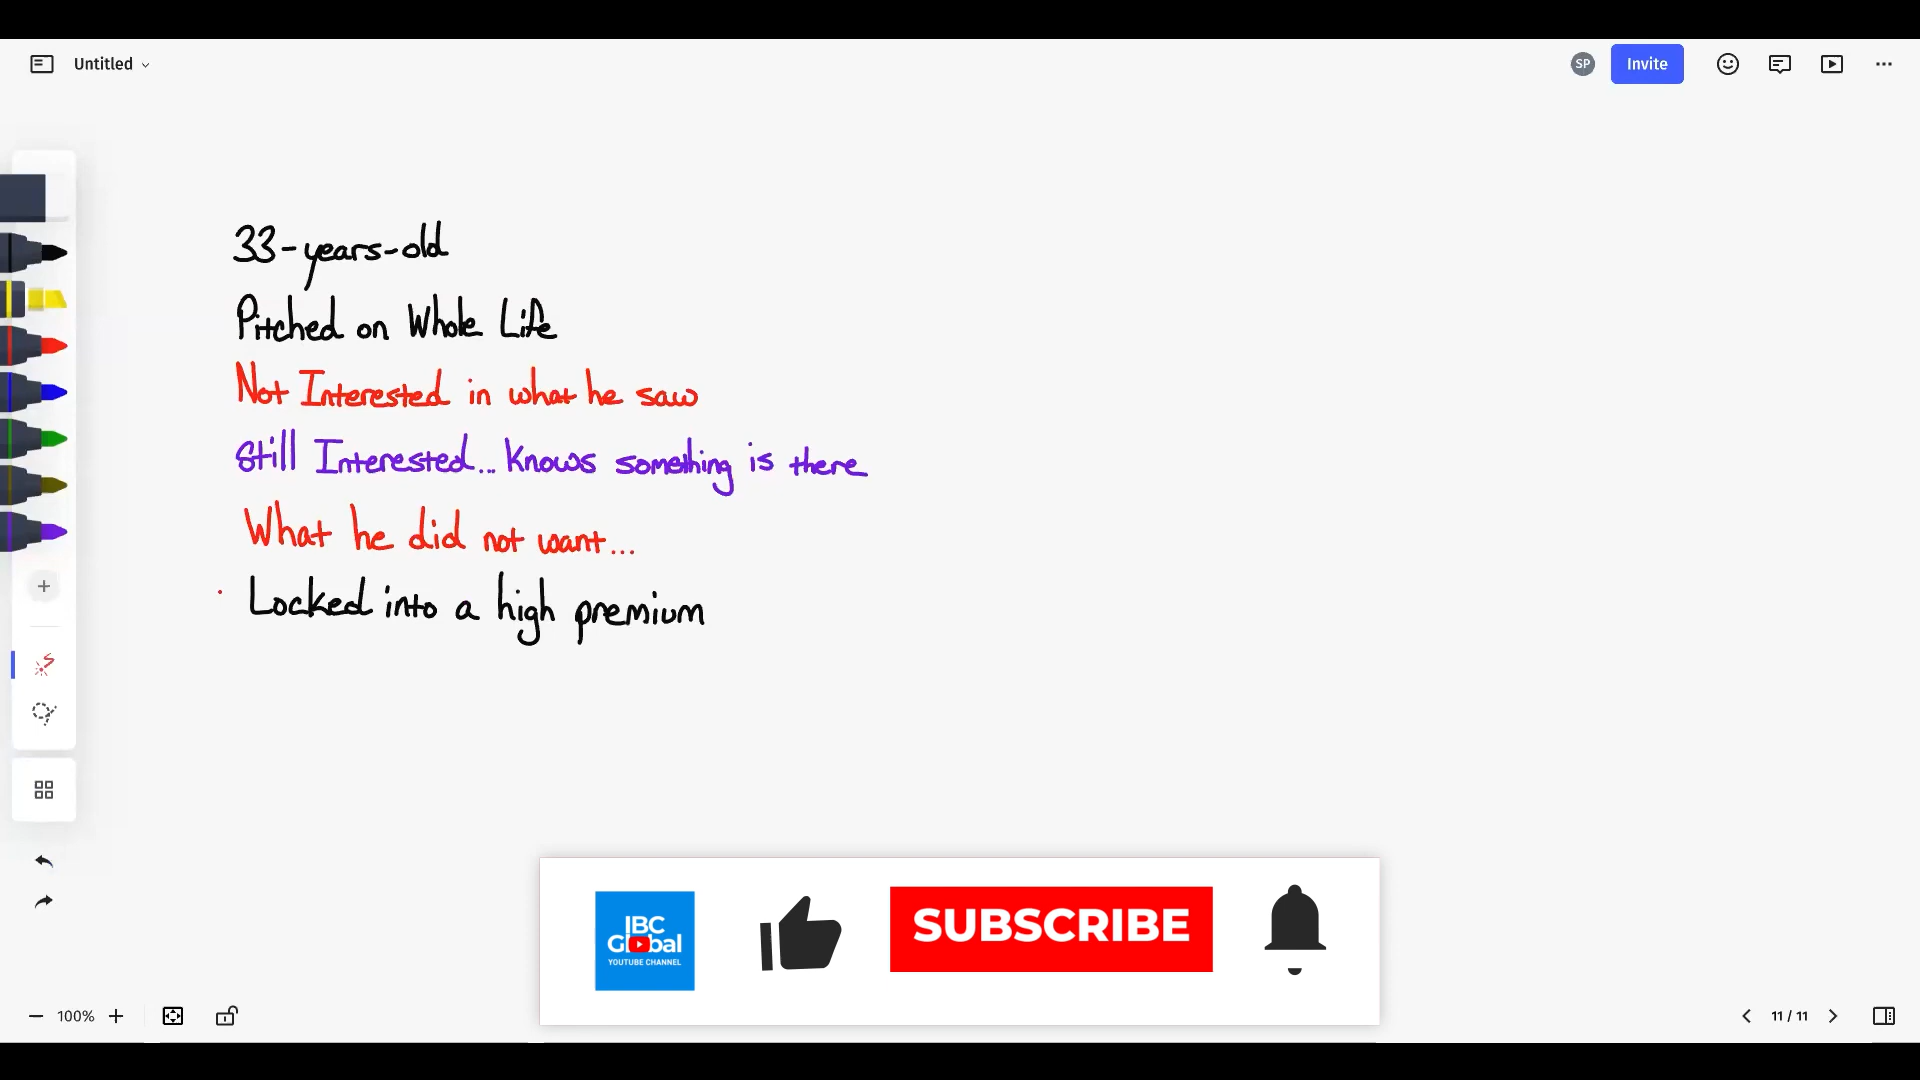 Untitled
SP
Invite
33-years-old
Pitched on Whole Life
Not Interested in what he saw
Still Interested... Knows something is there
What he did not want...
Locked into a high premium
IBC
Global
YOUTUBE CHANNEL
SUBSCRIBE
100%
11 / 11